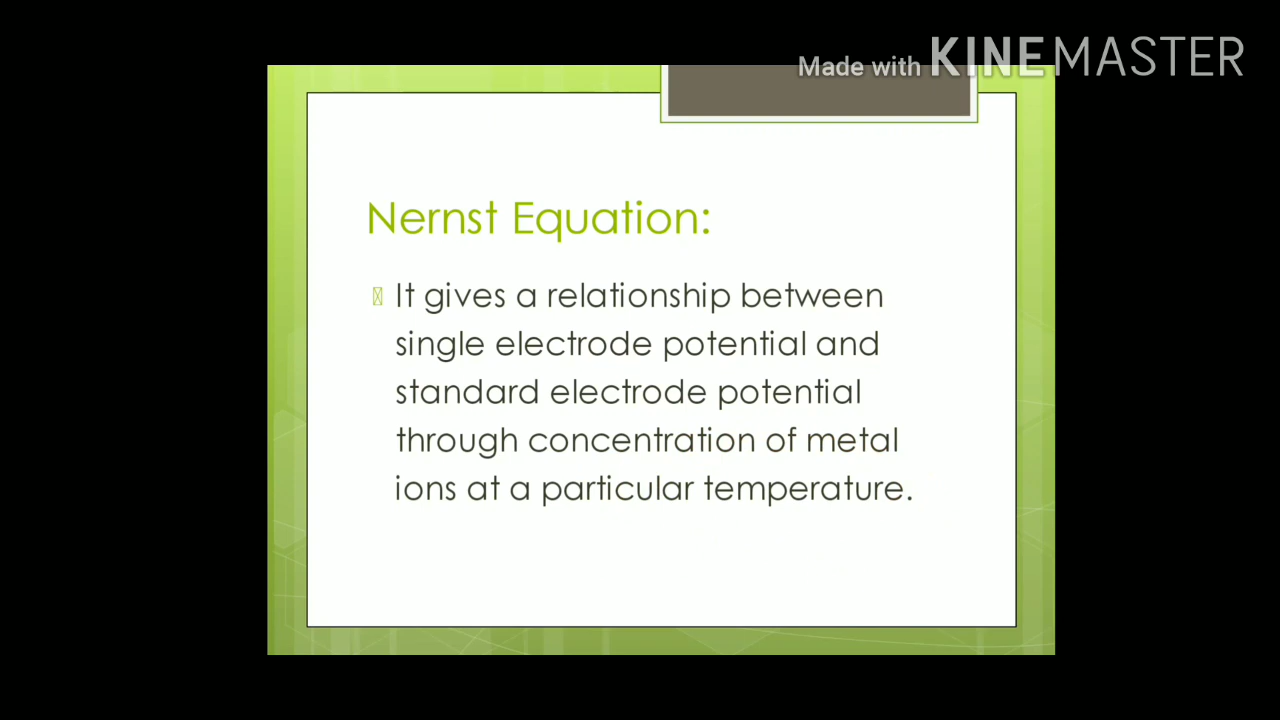 Made with KINEMASTER
Nernst Equation:
It gives a relationship between
single electrode potential and
standard electrode potential
through concentration of metal
ions at a particular temperature.